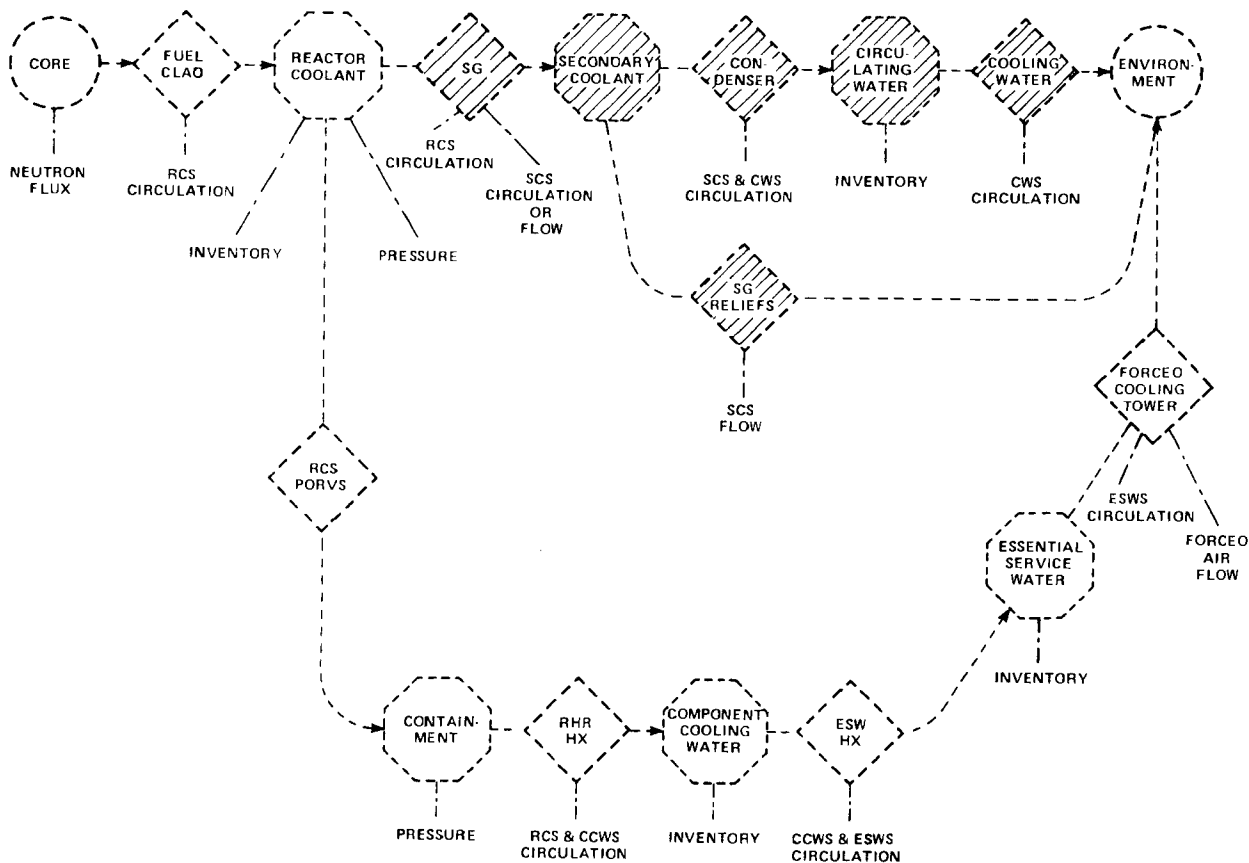 CORE
FUEL
CLAO
REACTOR
COOLANT
SG
SECONDARY
COOLANT
CON-
DENSER
CIRCU-
LATING
WATER
COOLING
WATER
ENVIRON-
MENT
NEUTRON
FLUX
RCS
CIRCULATION
INVENTORY
PRESSURE
RCS
CIRCULATION
SCS
CIRCULATION
OR
FLOW
SCS & CWS
CIRCULATION
INVENTORY
CWS
CIRCULATION
SG
RELIEFS
SCS
FLOW
FORCEO
COOLING
TOWER
ESWS
CIRCULATION
FORCEO
AIR
FLOW
RCS
PORVS
ESSENTIAL
SERVICE
WATER
INVENTORY
CONTAIN-
MENT
RHR
HX
COMPONENT
COOLING
WATER
ESW
HX
PRESSURE
RCS & CCWS
CIRCULATION
INVENTORY
CCWS & ESWS
CIRCULATION